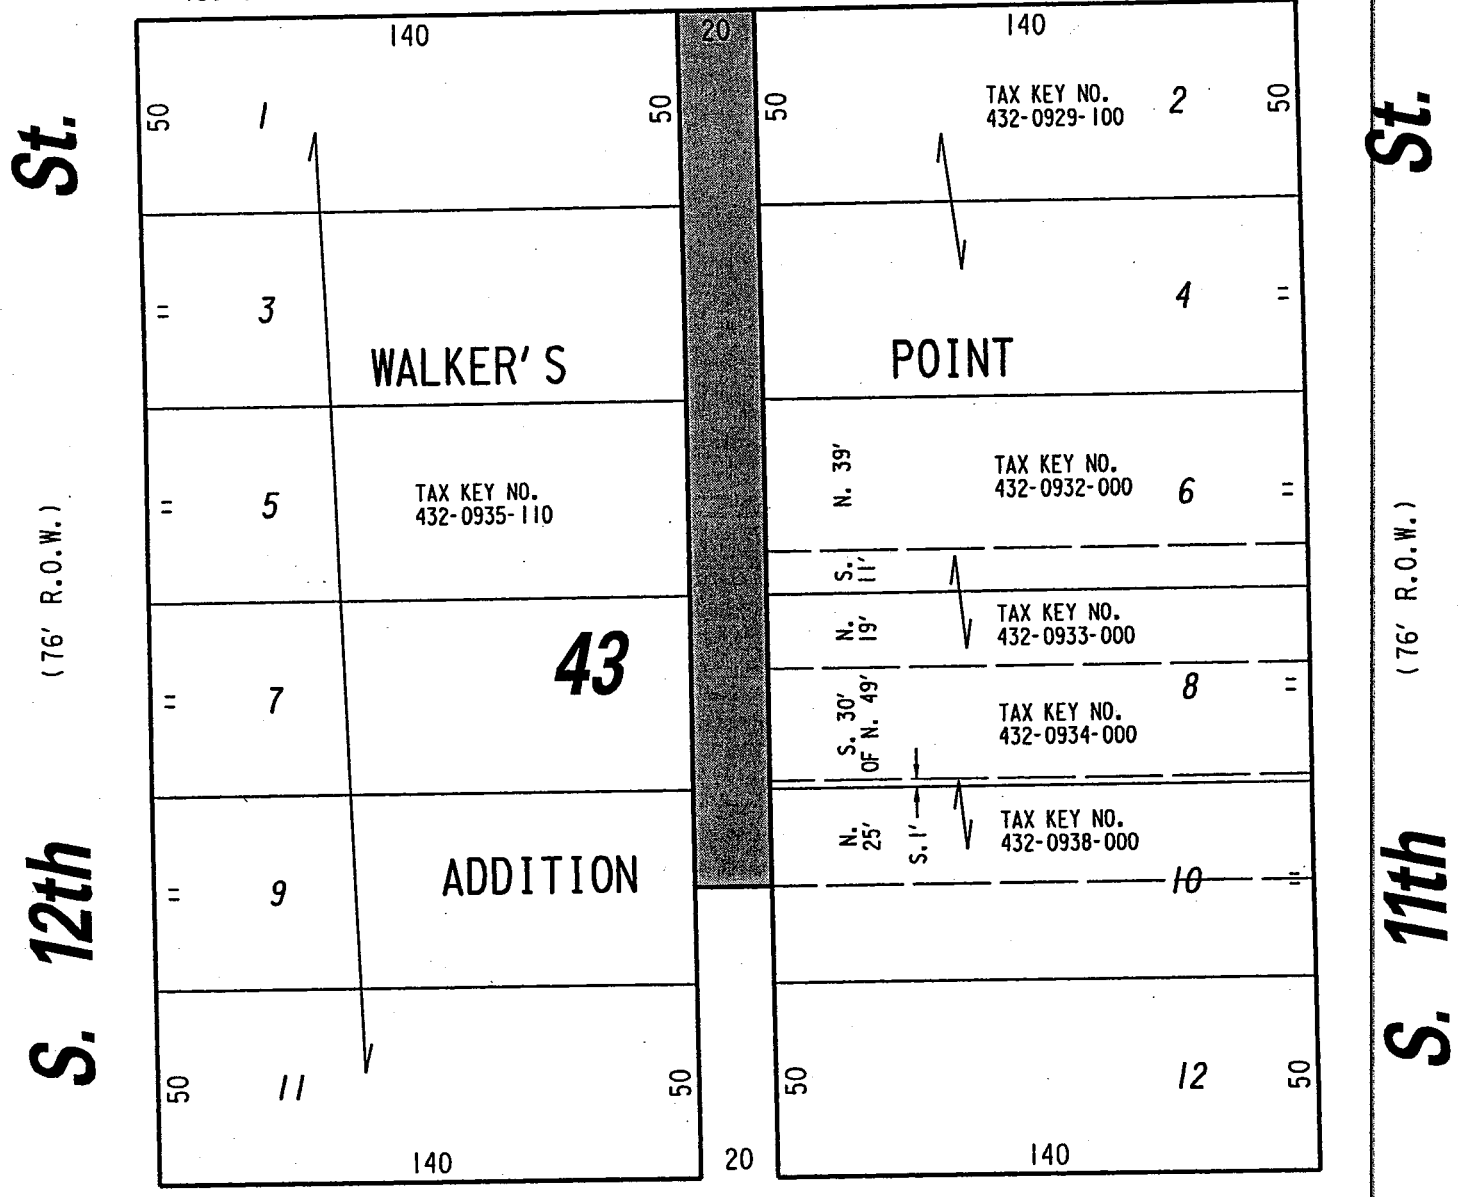 140
20
140
50
1
50
50
TAX KEY NO.
432-0929-100
2
50
St.
St.
=
3
4
=
WALKER'S
POINT
=
5
TAX KEY NO.
432-0935-110
N. 39'
TAX KEY NO.
432-0932-000
6
=
(76' R.O.W.)
(76' R.O.W.)
S.
11'
N.
19'
TAX KEY NO.
432-0933-000
43
=
7
S. 30'
OF N. 49'
TAX KEY NO.
432-0934-000
8
=
N.
25'
S. 1'
TAX KEY NO.
432-0938-000
=
9
ADDITION
10
=
S. 12th
S. 11th
50
11
50
50
12
50
140
20
140